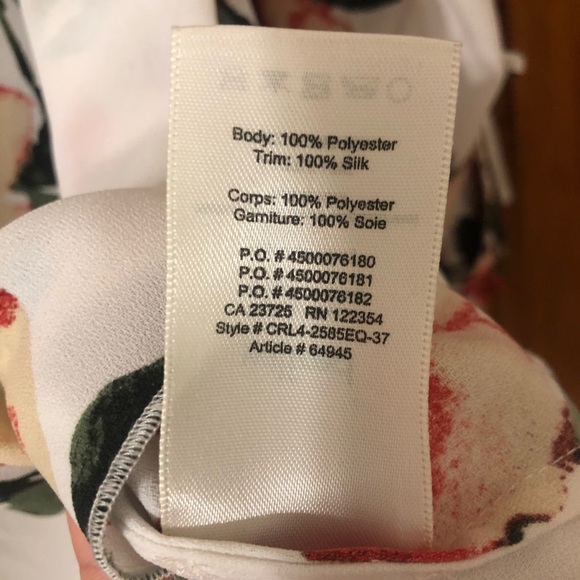 Body: 100% Polyester
Trim: 100% Silk
Corps: 100% Polyester
Garniture: 100% Soie
P.O. # 4500076180
P.O. # 4500076181
P.O. # 4500076182
CA 23725 RN 122354
Style # CRL4-2585EQ-37
Article # 64945